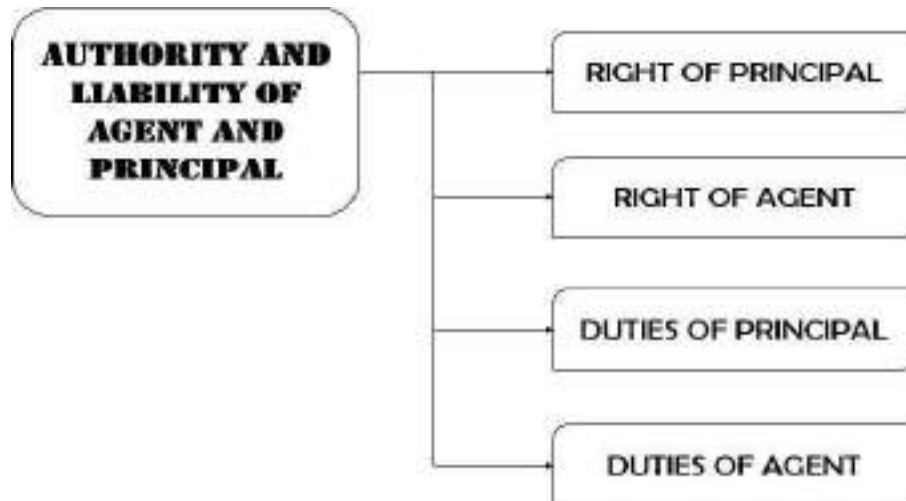 AUTHORITY AND
LIABILITY OF
AGENT AND
PRINCIPAL
RIGHT OF PRINCIPAL
RIGHT OF AGENT
DUTIES OF PRINCIPAL
DUTIES OF AGENT